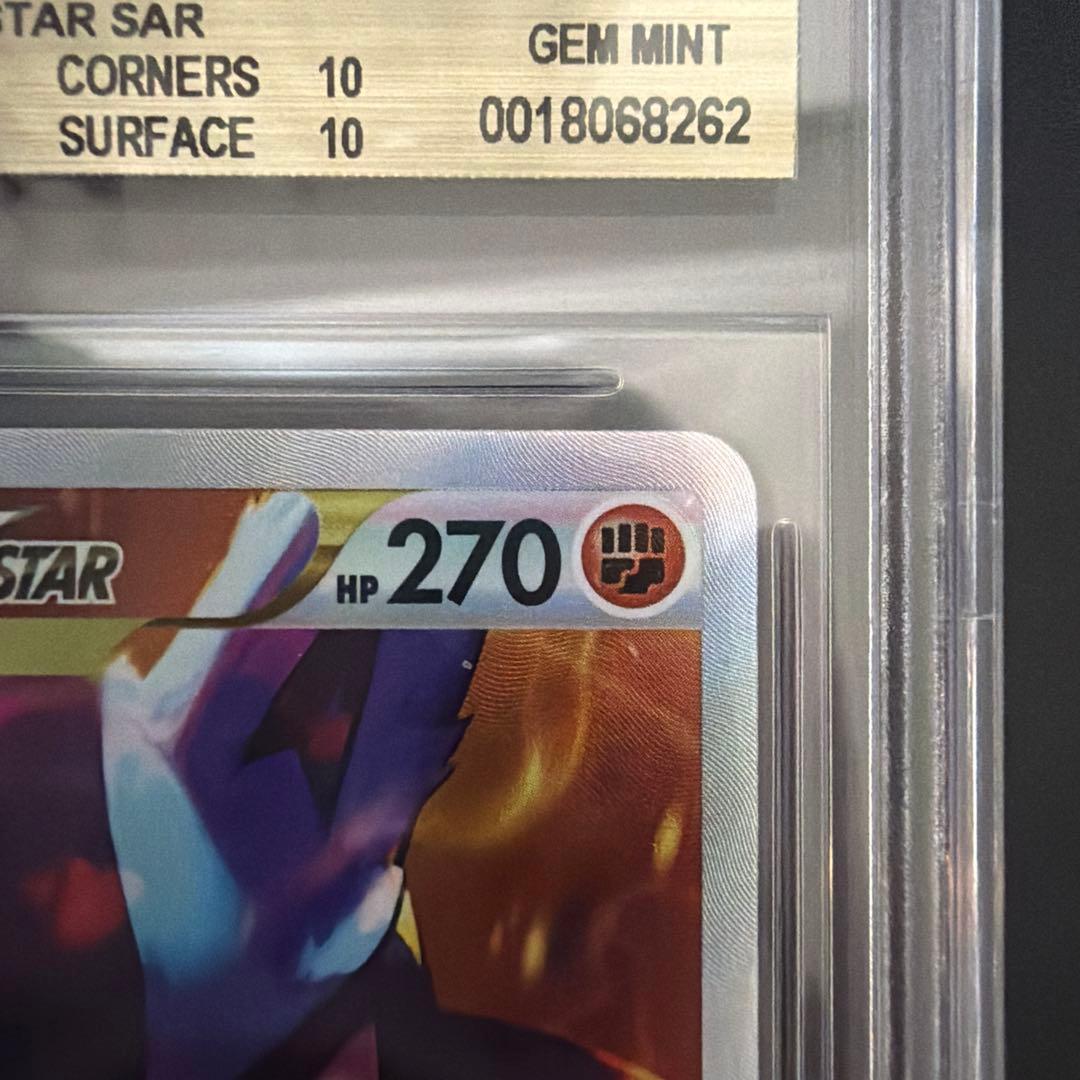 STAR SAR
CORNERS 10
SURFACE 10
GEM MINT
0018068262
STAR
HP 270